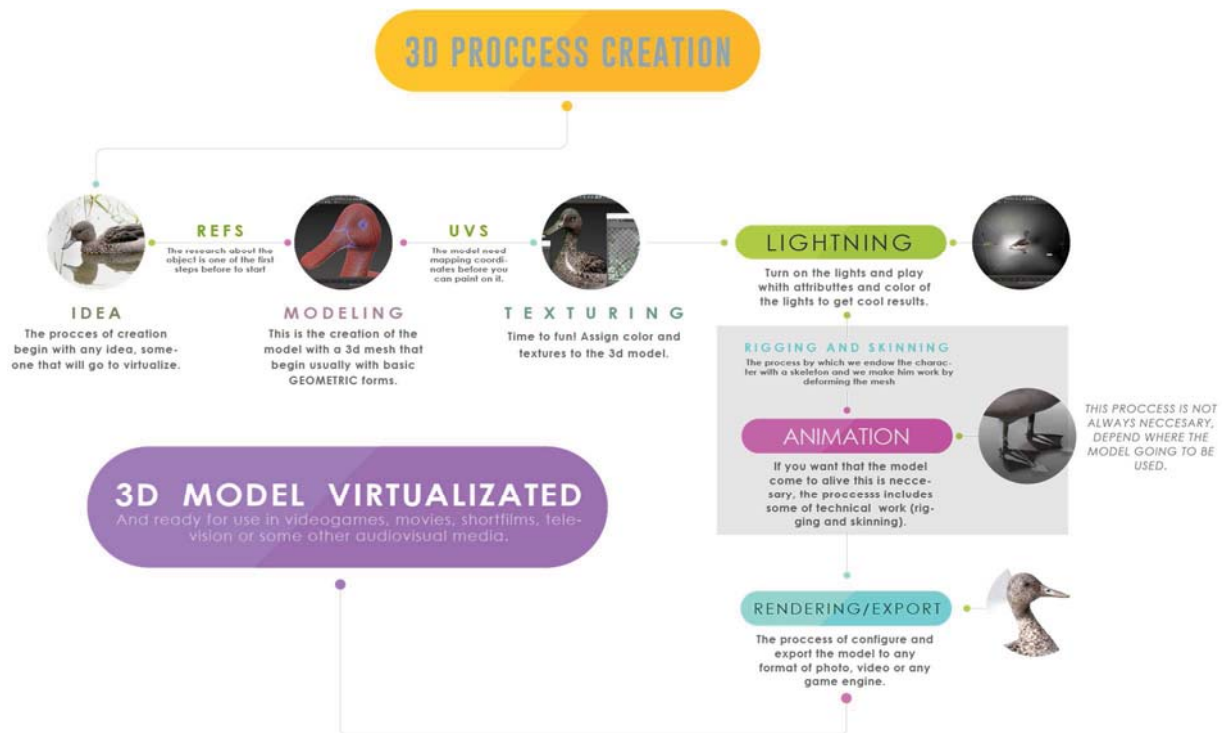 3D PROCCESS CREATION
REFS
The research about the
object is one of the first
steps before to start
UVS
The model need
mapping coordi-
nates before you
can paint on it.
IDEA
The procces of creation
begin with any idea, some-
one that will go to virtualize.
MODELING
This is the creation of the
model with a 3d mesh that
begin usually with basic
GEOMETRIC forms.
TEXTURING
Time to fun! Assign color and
textures to the 3d model.
LIGHTNING
Turn on the lights and play
whith attributtes and color of
the lights to get cool results.
RIGGING AND SKINNING
The process by which we endow the charac-
ter with a skeleton and we make him work by
deforming the mesh
ANIMATION
If you want that the model
come to alive this is necce-
sary, the proccesss includes
some of technical work (rig-
ging and skinning).
THIS PROCCESS IS NOT
ALWAYS NECCESARY,
DEPEND WHERE THE
MODEL GOING TO BE
USED.
RENDERING/EXPORT
The proccess of configure and
export the model to any
format of photo, video or any
game engine.
3D MODEL VIRTUALIZATED
And ready for use in videogames, movies, shortfilms, tele-
vision or some other audiovisual media.